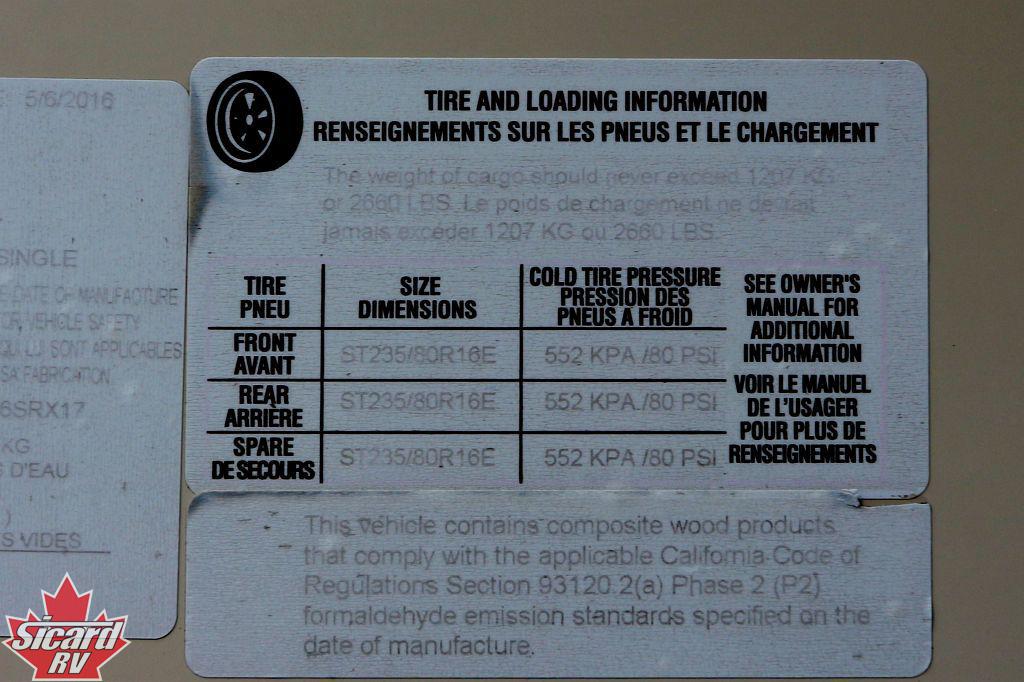 5/6/2016
SINGLE
DATE OF MANUFACTURE
VEHICLE SAFETY
QUI LUI SONT APPLICABLES
SA FABRICATION
6SRX17
KG
D'EAU
)
S VIDES
TIRE AND LOADING INFORMATION
RENSEIGNEMENTS SUR LES PNEUS ET LE CHARGEMENT
The weight of cargo should never exceed 1207 KG
or 2660 LBS. Le poids de chargement ne
jamais excéder 1207 KG ou 2660 LBS
TIRE
PNEU
SIZE
DIMENSIONS
COLD TIRE PRESSURE
PRESSION DES
PNEUS A FROID
FRONT
AVANT
ST235/80R16E
552 KPA /80 PSI
REAR
ARRIÈRE
ST235/80R16E
552 KPA /80 PSI
SPARE
DE SECOURS
ST235/80R16E
552 KPA /80 PSI
SEE OWNER'S
MANUAL FOR
ADDITIONAL
INFORMATION
VOIR LE MANUEL
DE L'USAGER
POUR PLUS DE
RENSEIGNEMENTS
This vehicle contains composite wood products
that comply with the applicable California Code of
Regulations Section 93120.2(a) Phase 2 (P2)
formaldehyde emission standards specified on the
date of manufacture.
Sicard
RV